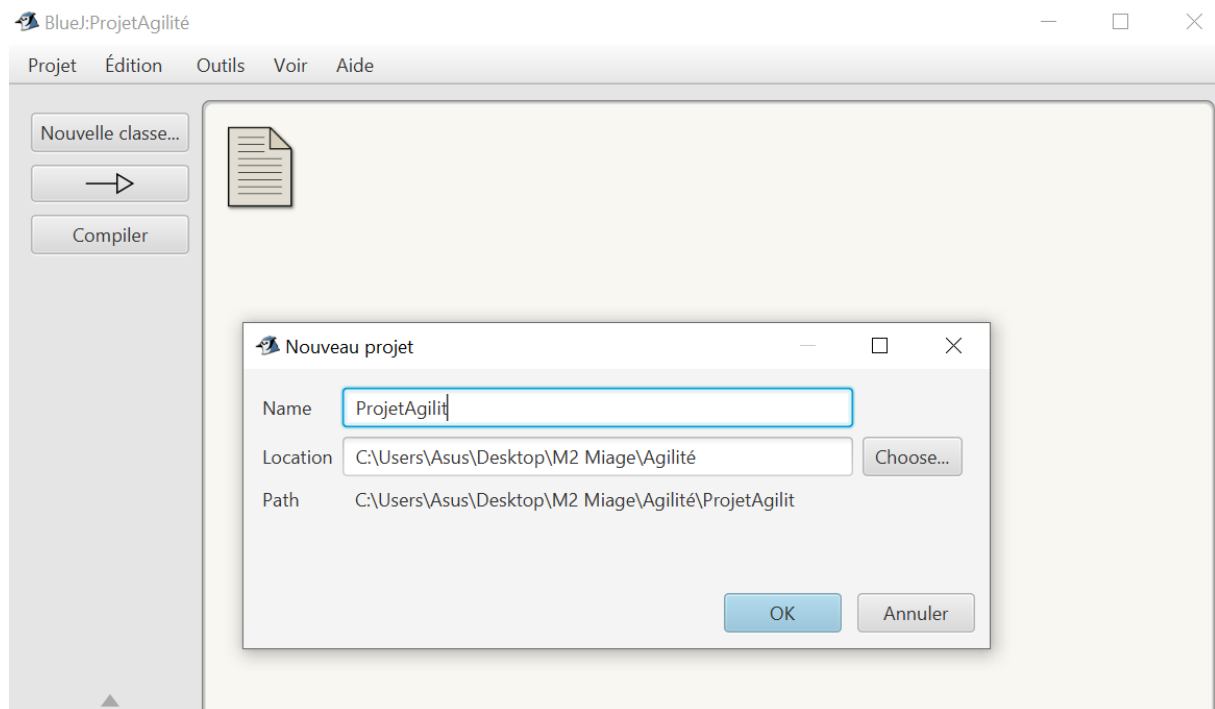 BlueJ:ProjetAgilité
Projet Édition Outils Voir Aide
Nouvelle classe...
Compiler
Nouveau projet
Name ProjetAgilit
Location C:\Users\Asus\Desktop\M2 Miage\Agilité Choose...
Path C:\Users\Asus\Desktop\M2 Miage\Agilité\ProjetAgilit
OK Annuler